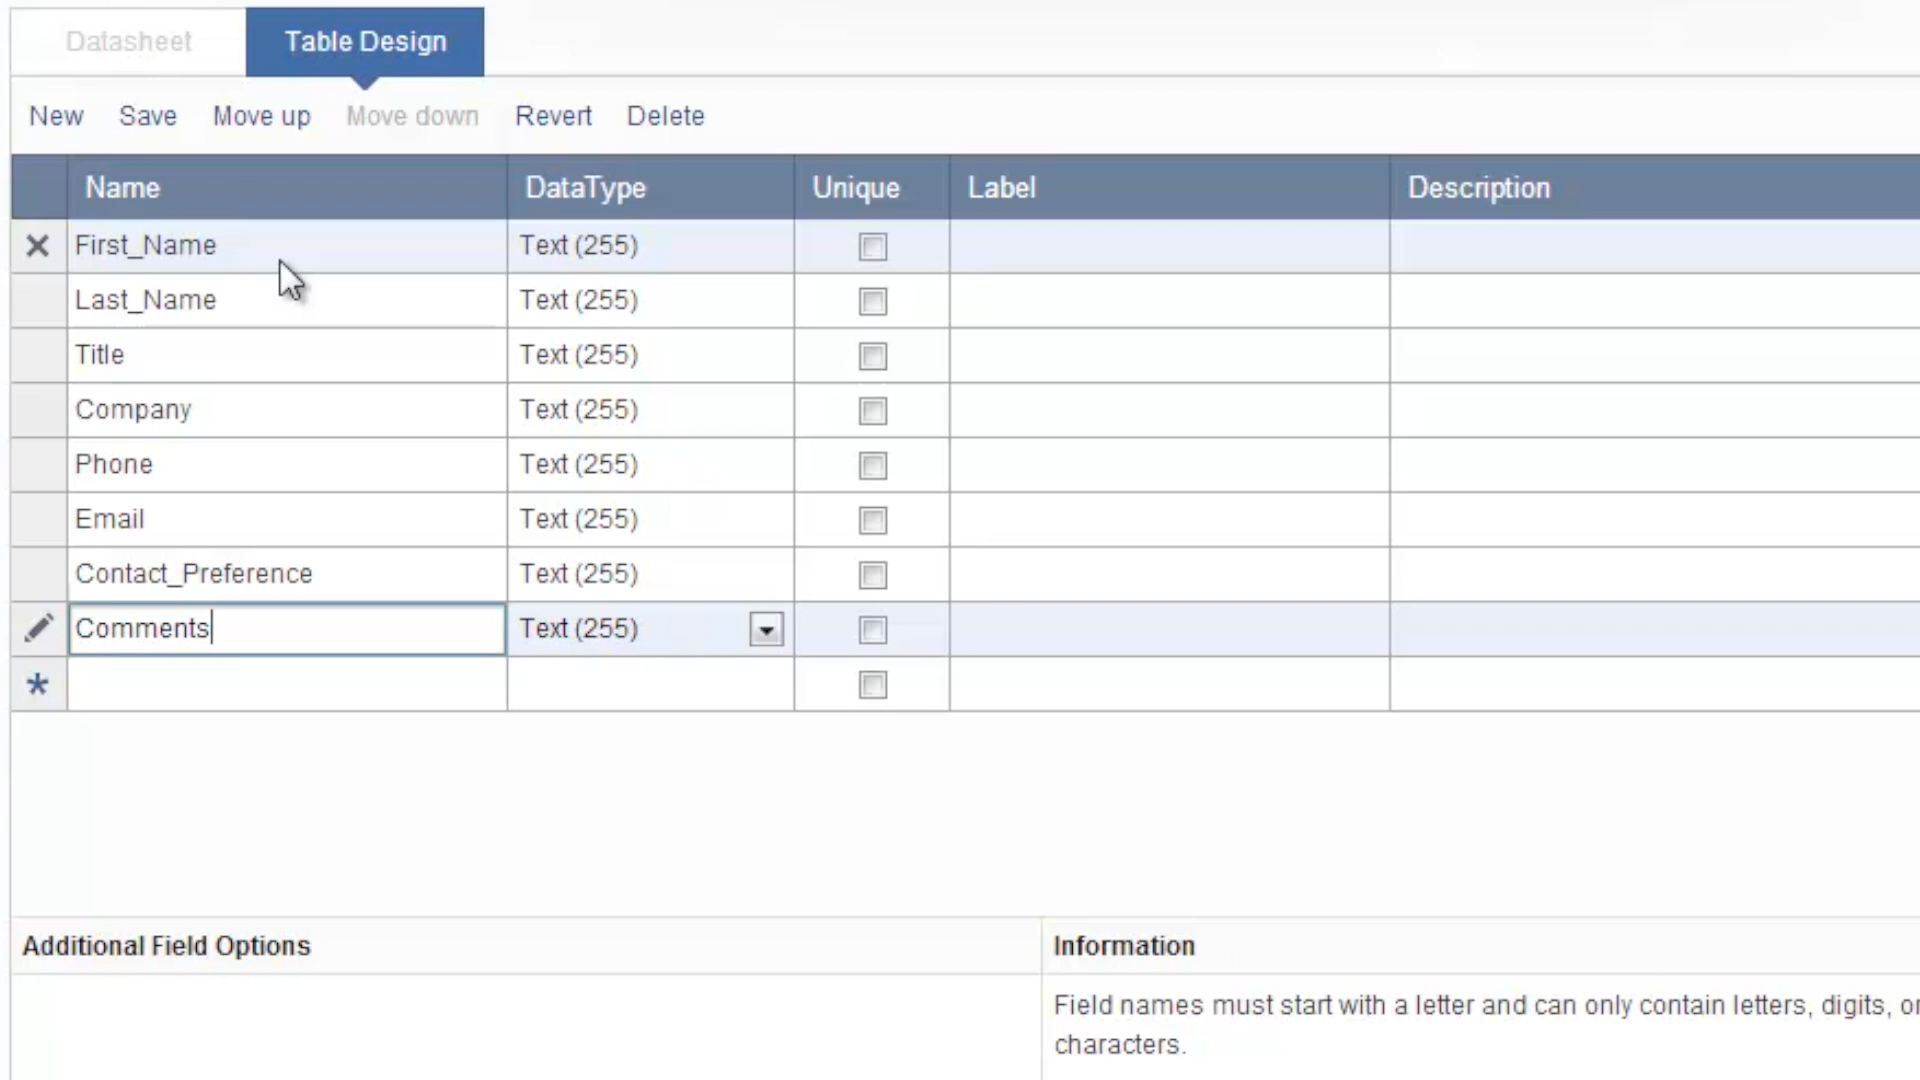 Datasheet Table Design
New Save Move up Move down Revert Delete
Name DataType Unique Label Description
First_Name Text (255)
Last_Name Text (255)
Title Text (255)
Company Text (255)
Phone Text (255)
Email Text (255)
Contact_Preference Text (255)
Comments Text (255)
*
Additional Field Options Information
Field names must start with a letter and can only contain letters, digits,
characters.